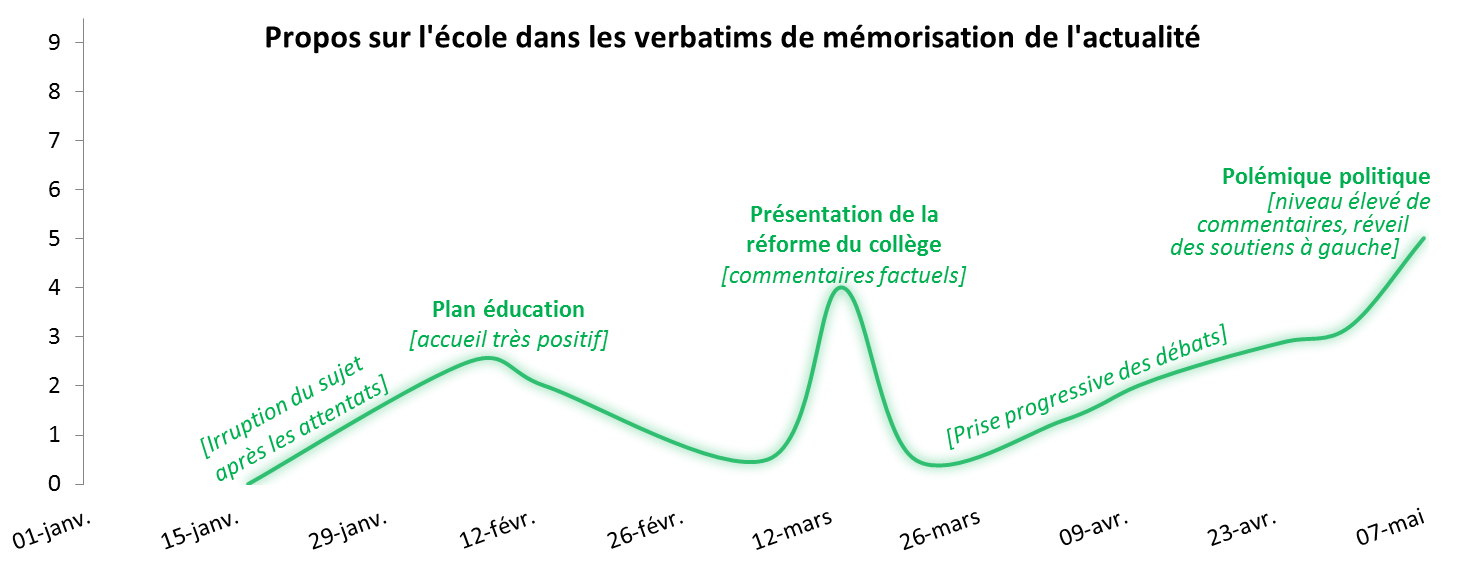 Propos sur l'école dans les verbatims de mémorisation de l'actualité
9
8
7
6
5
4
3
2
1
0
[Irruption du sujet
après les attentats]
Plan éducation
[accueil très positif]
Présentation de la
réforme du collège
[commentaires factuels]
[Prise progressive des débats]
Polémique politique
[niveau élevé de
commentaires, réveil
des soutiens à gauche]
01-janv.
15-janv.
29-janv.
12-févr.
26-févr.
12-mars
26-mars
09-avr.
23-avr.
07-mai